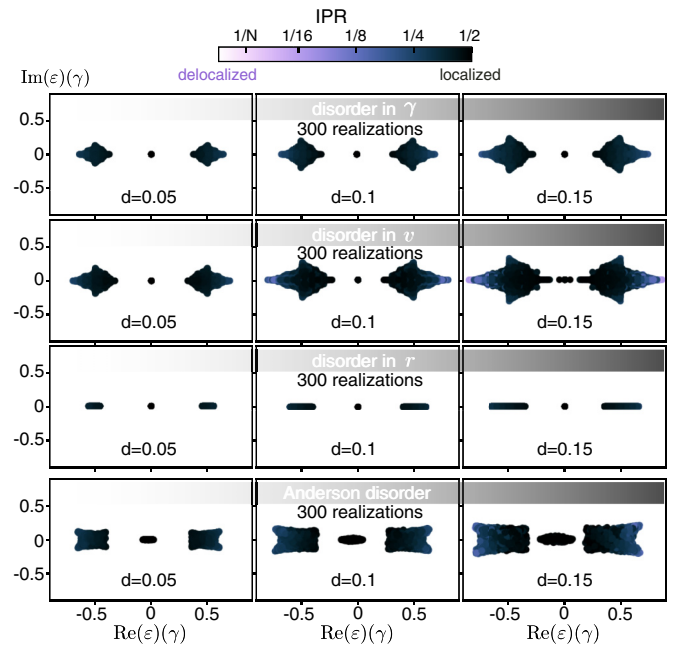 IPR
1/N 1/16 1/8 1/4 1/2
delocalized localized
Im(ε)(γ)
disorder in γ
300 realizations
0.5
0
-0.5
d=0.05 d=0.1 d=0.15
disorder in v
300 realizations
0.5
0
-0.5
d=0.05 d=0.1 d=0.15
disorder in r
300 realizations
0.5
0
-0.5
d=0.05 d=0.1 d=0.15
Anderson disorder
300 realizations
0.5
0
-0.5
d=0.05 d=0.1 d=0.15
-0.5 0 0.5 -0.5 0 0.5 -0.5 0 0.5
Re(ε)(γ) Re(ε)(γ) Re(ε)(γ)